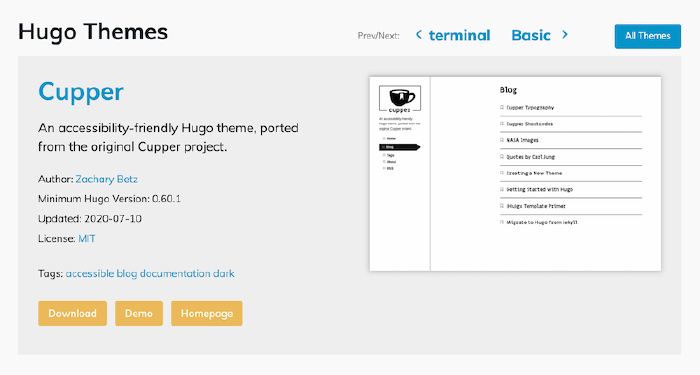 Hugo Themes
Prev/Next:
terminal
Basic
All Themes
Cupper
An accessibility-friendly Hugo theme, ported
from the original Cupper project.
Author: Zachary Betz
Minimum Hugo Version: 0.60.1
Updated: 2020-07-10
License: MIT
Tags: accessible blog documentation dark
Download
Demo
Homepage
cupper
An accessibility-friendly
Hugo theme, ported from the
original Cupper project.
Home
Blog
Tags
About
RSS
Blog
Cupper Typography
Cupper Shortcodes
NASA Images
Quotes by Carl Jung
Creating a New Theme
Getting Started with Hugo
(Hu)go Template Primer
Migrate to Hugo from Jekyll